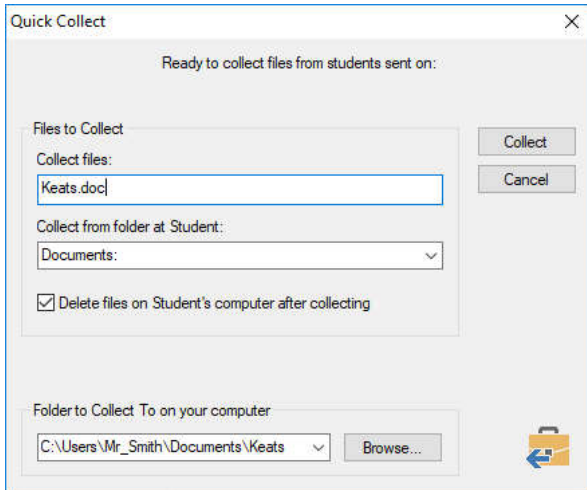 Quick Collect
Ready to collect files from students sent on:
Files to Collect
Collect files:
Keats.doc
Collect from folder at Student:
Documents:
Delete files on Student's computer after collecting
Collect
Cancel
Folder to Collect To on your computer
C:\Users\Mr_Smith\Documents\Keats
Browse...